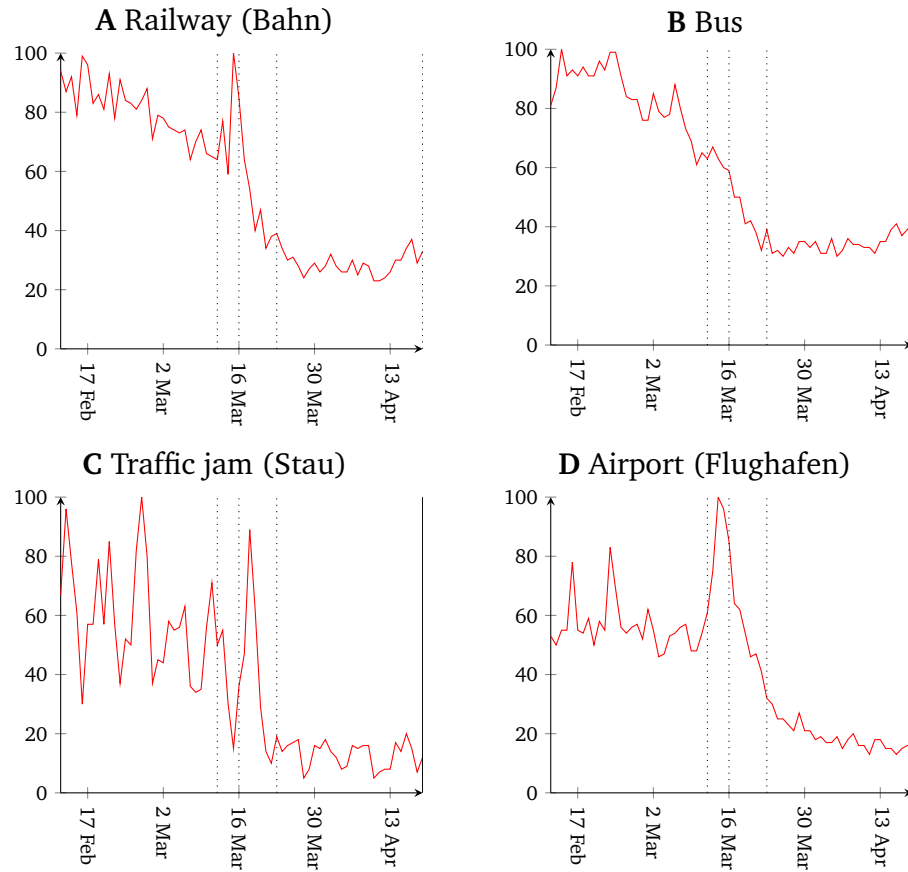 A Railway (Bahn)
100
80
60
40
20
0
17 Feb
2 Mar
16 Mar
30 Mar
13 Apr
B Bus
100
80
60
40
20
0
17 Feb
2 Mar
16 Mar
30 Mar
13 Apr
C Traffic jam (Stau)
100
80
60
40
20
0
17 Feb
2 Mar
16 Mar
30 Mar
13 Apr
D Airport (Flughafen)
100
80
60
40
20
0
17 Feb
2 Mar
16 Mar
30 Mar
13 Apr